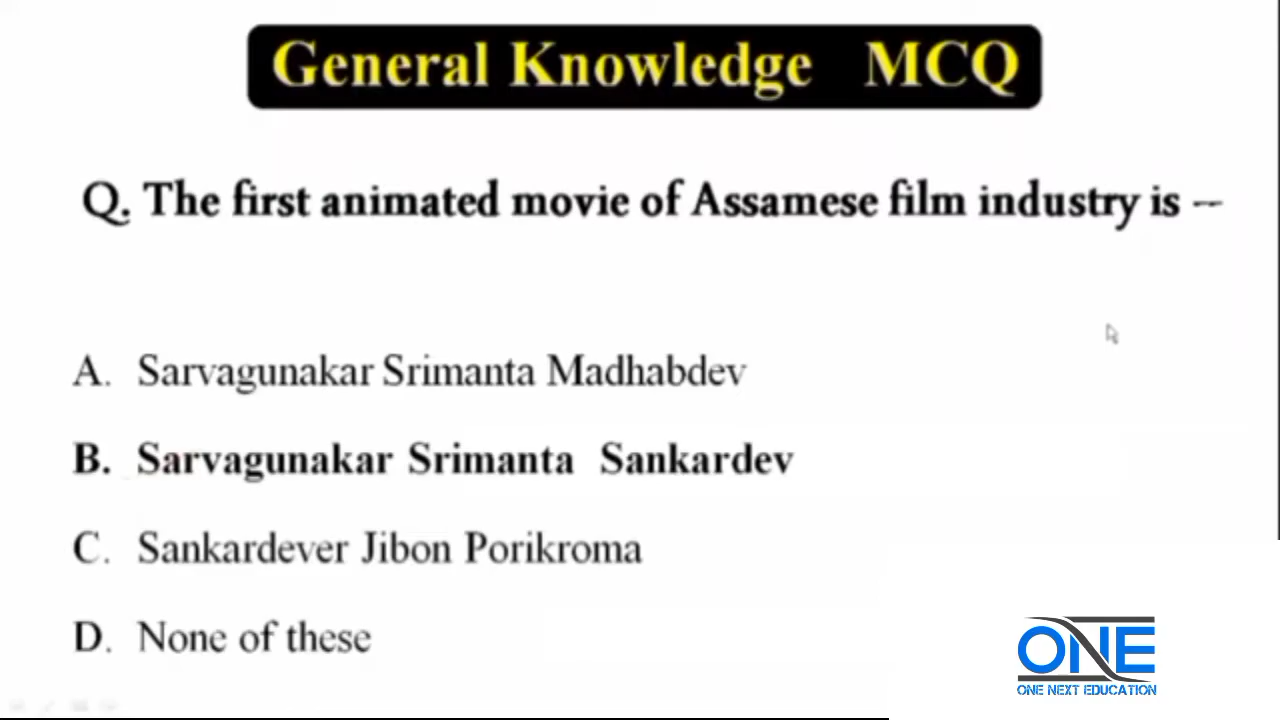 General Knowledge MCQ
Q. The first animated movie of Assamese film industry is --
A. Sarvagunakar Srimanta Madhabdev
B. Sarvagunakar Srimanta Sankardev
C. Sankardever Jibon Porikroma
D. None of these
ONE
ONE NEXT EDUCATION